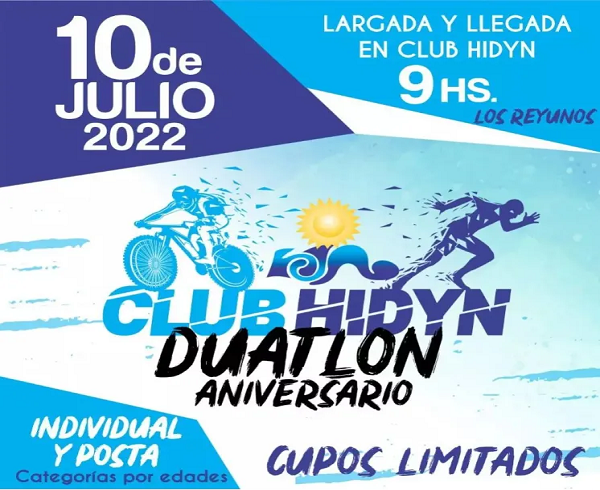 10 de
JULIO
2022
LARGADA Y LLEGADA
EN CLUB HIDYN
9 HS.
LOS REYUNOS
CLUB HIDYN
DUATLON
ANIVERSARIO
INDIVIDUAL
Y POSTA
Categorías por edades
CUPOS LIMITADOS